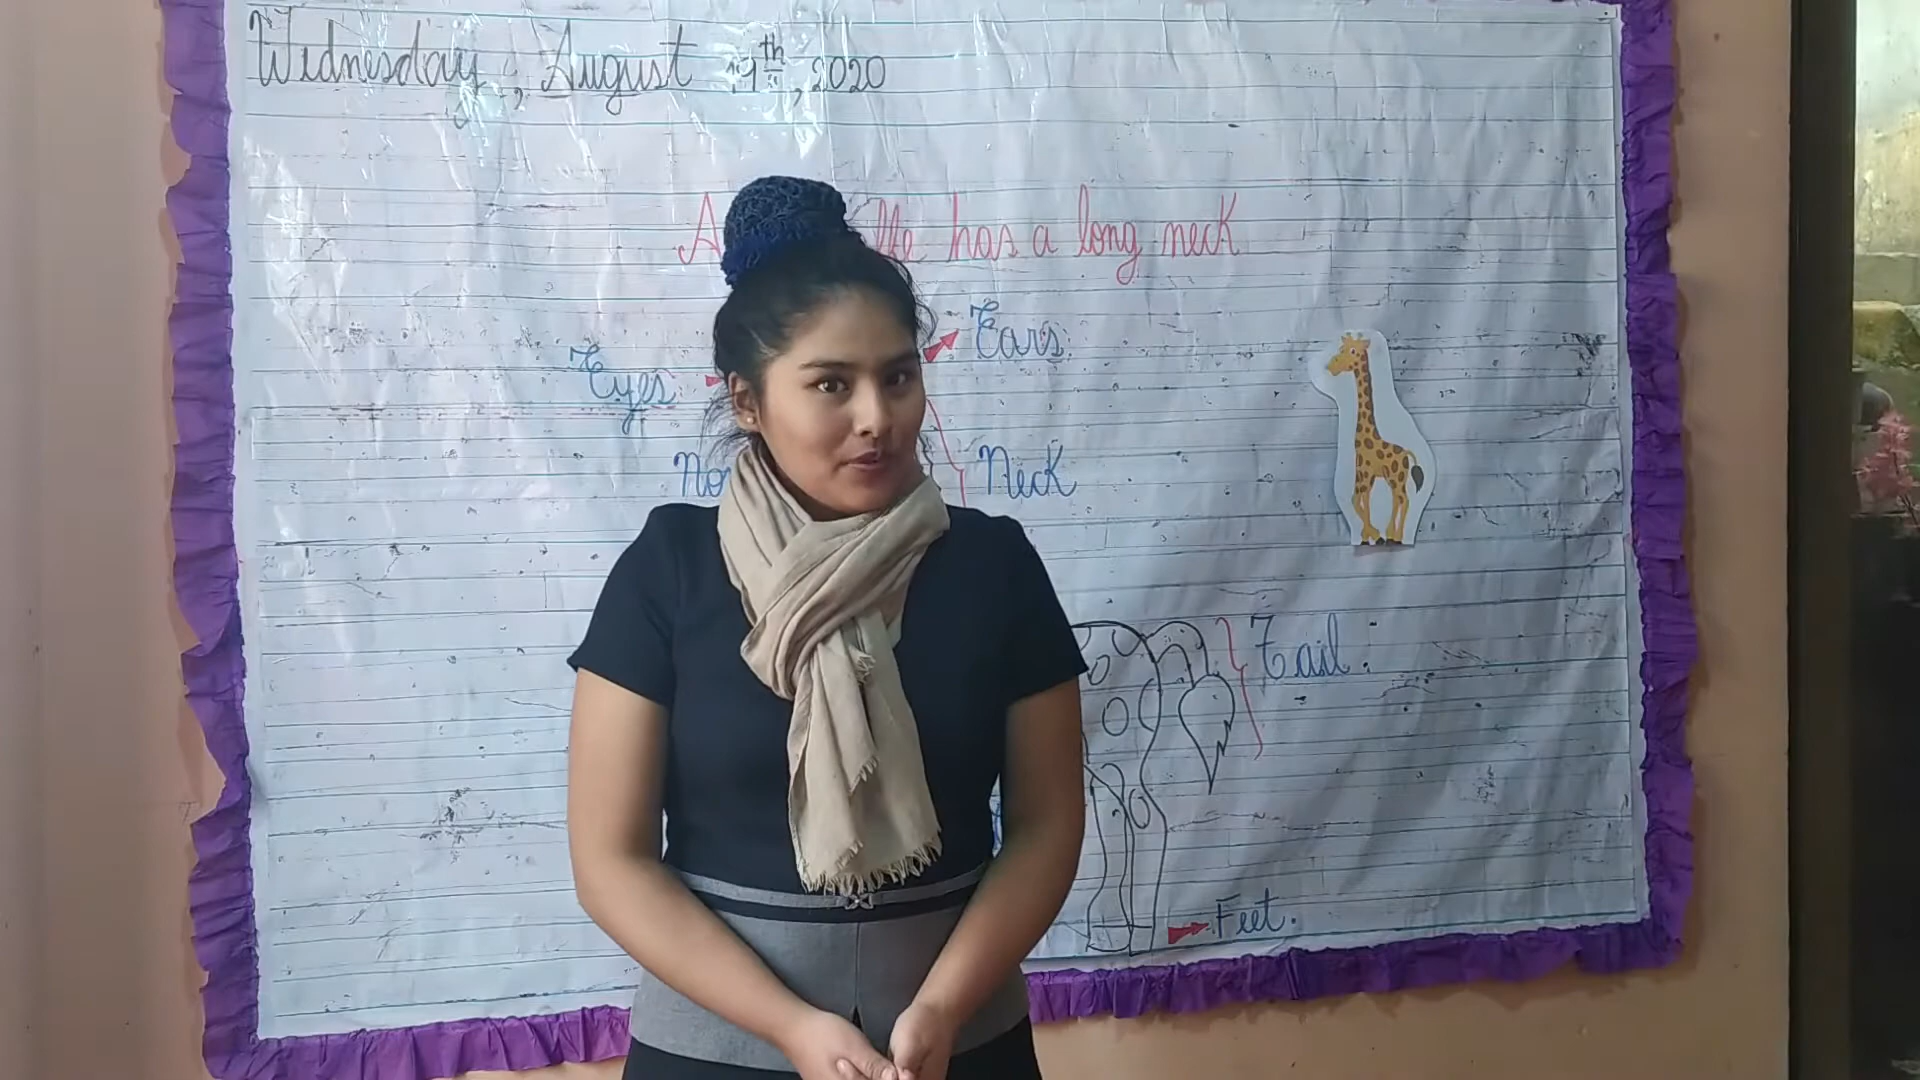 Wednesday, August 19th, 2020
A has a long neck
Ears
Eyes
Neck
Tail.
Feet.